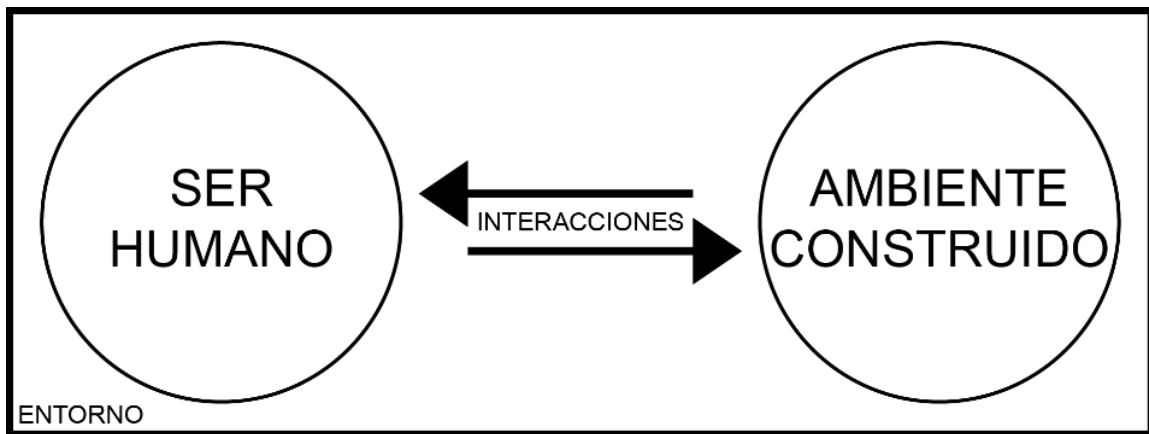 SER
HUMANO
INTERACCIONES
AMBIENTE
CONSTRUIDO
ENTORNO